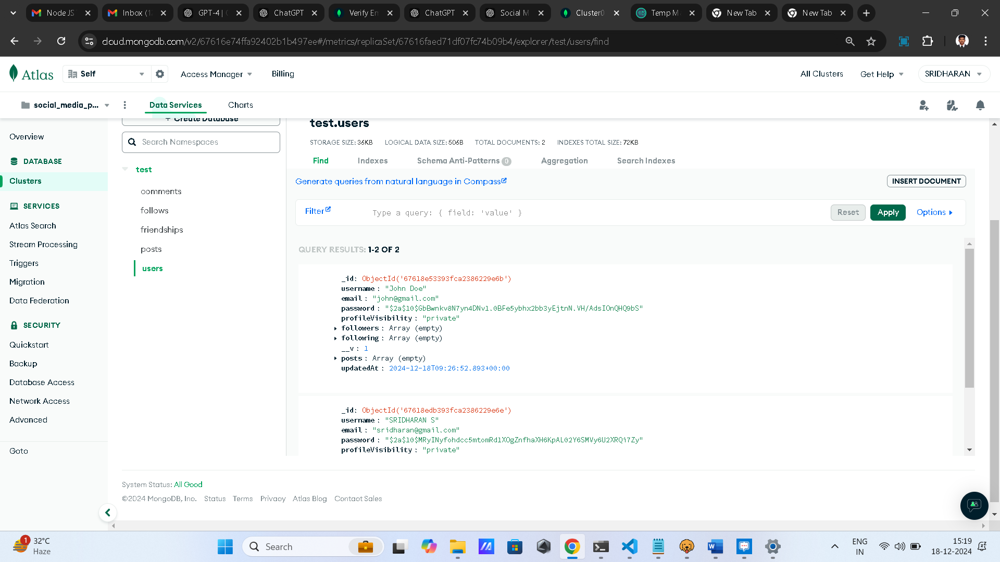 Node JS
Inbox (1
GPT-4 | (
ChatGPT
Verify En
ChatGPT
Social M
Cluster0
Temp M
New Tab
New Tab
cloud.mongodb.com/v2/67616e74ffa92402b1b497ee#/metrics/replicaSet/67616faed71df07fc74b09b4/explorer/test/users/find
Atlas
Self
Access Manager
Billing
All Clusters
Get Help
SRIDHARAN
social_media_p...
Data Services
Charts
Overview
DATABASE
Clusters
SERVICES
Atlas Search
Stream Processing
Triggers
Migration
Data Federation
SECURITY
Quickstart
Backup
Database Access
Network Access
Advanced
Goto
+ Create Database
Search Namespaces
test
comments
follows
friendships
posts
users
test.users
STORAGE SIZE: 36KB LOGICAL DATA SIZE: 506B TOTAL DOCUMENTS: 2 INDEXES TOTAL SIZE: 72KB
Find Indexes Schema Anti-Patterns 0 Aggregation Search Indexes
Generate queries from natural language in Compass
INSERT DOCUMENT
Filter
Type a query: { field: 'value' }
Reset
Apply
Options
QUERY RESULTS: 1-2 OF 2
_id: ObjectId('67618e53393fca2386229e6b')
username : "John Doe"
email : "john@gmail.com"
password : "$2a$10$GbBwnkv8N7yn4DNvl.0BFe5ybhx2bb3yEjtnN.VH/AdsIOnQHQ9bS"
profileVisibility : "private"
followers : Array (empty)
following : Array (empty)
__v : 1
posts : Array (empty)
updatedAt : 2024-12-18T09:26:52.893+00:00
_id: ObjectId('67618edb393fca2386229e6e')
username : "SRIDHARAN S"
email : "sridharan@gmail.com"
password : "$2a$10$MRyINyfohdcc5mtomRd1XOgZnfhaXH6KpAL02Y6SMVy6U2XRQi7Zy"
profileVisibility : "private"
System Status: All Good
©2024 MongoDB, Inc. Status Terms Privacy Atlas Blog Contact Sales
1
32°C
Haze
Search
ENG
IN
15:19
18-12-2024